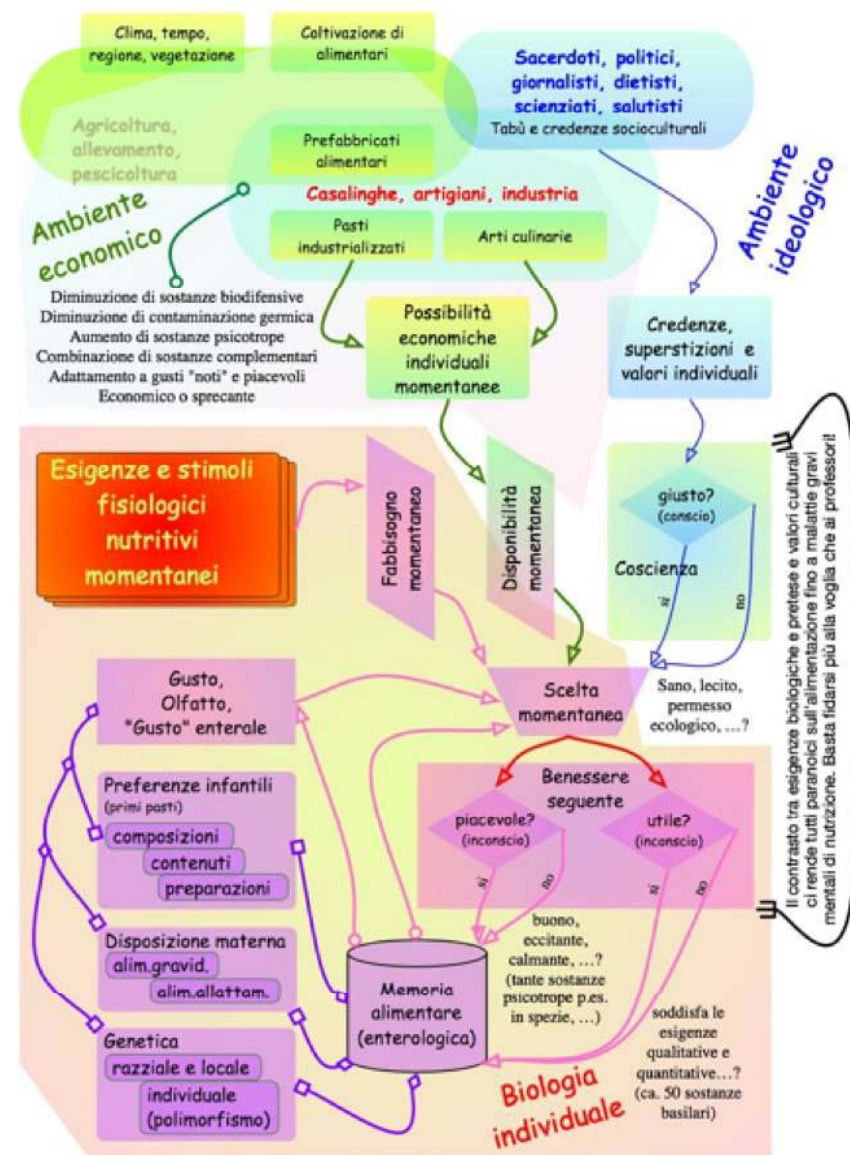 Clima, tempo,
regione, vegetazione
Coltivazione di
alimentari
Sacerdoti, politici,
giornalisti, dietisti,
scienziati, salutisti
Tabù e credenze socioculturali
Agricoltura,
allevamento,
pescicoltura
Prefabbricati
alimentari
Casalinghe, artigiani, industria
Pasti
industrializzati
Arti culinarie
Ambiente
economico
Ambiente
ideologico
Diminuzione di sostanze biodifensive
Diminuzione di contaminazione germica
Aumento di sostanze psicotrope
Combinazione di sostanze complementari
Adattamento a gusti "noti" e piacevoli
Economico o sprecante
Possibilità
economiche
individuali
momentanee
Credenze,
superstizioni e
valori individuali
Esigenze e stimoli
fisiologici
nutritivi
momentanei
Fabbisogno
momentaneo
Disponibilità
momentanea
giusto?
(conscio)
Coscienza
si
no
Gusto,
Olfatto,
"Gusto" enterale
Scelta
momentanea
Sano, lecito,
permesso
ecologico, ...?
Preferenze infantili
(primi pasti)
composizioni
contenuti
preparazioni
Benessere
seguente
piacevole?
(inconscio)
utile?
(inconscio)
si
no
si
no
Disposizione materna
alim.gravid.
alim.allattam.
Memoria
alimentare
(enterologica)
buono,
eccitante,
calmante, ...?
(tante sostanze
psicotrope p.es.
in spezie, ...)
soddisfa le
esigenze
qualitative e
quantitative...?
(ca. 50 sostanze
basilari)
Genetica
razziale e locale
individuale
(polimorfismo)
Biologia
individuale
Il contrasto tra esigenze biologiche e pretese e valori culturali
ci rende tutti paranoici sull'alimentazione fino a malattie gravi
mentali di nutrizione. Basta fidarsi più alla voglia che ai professori!